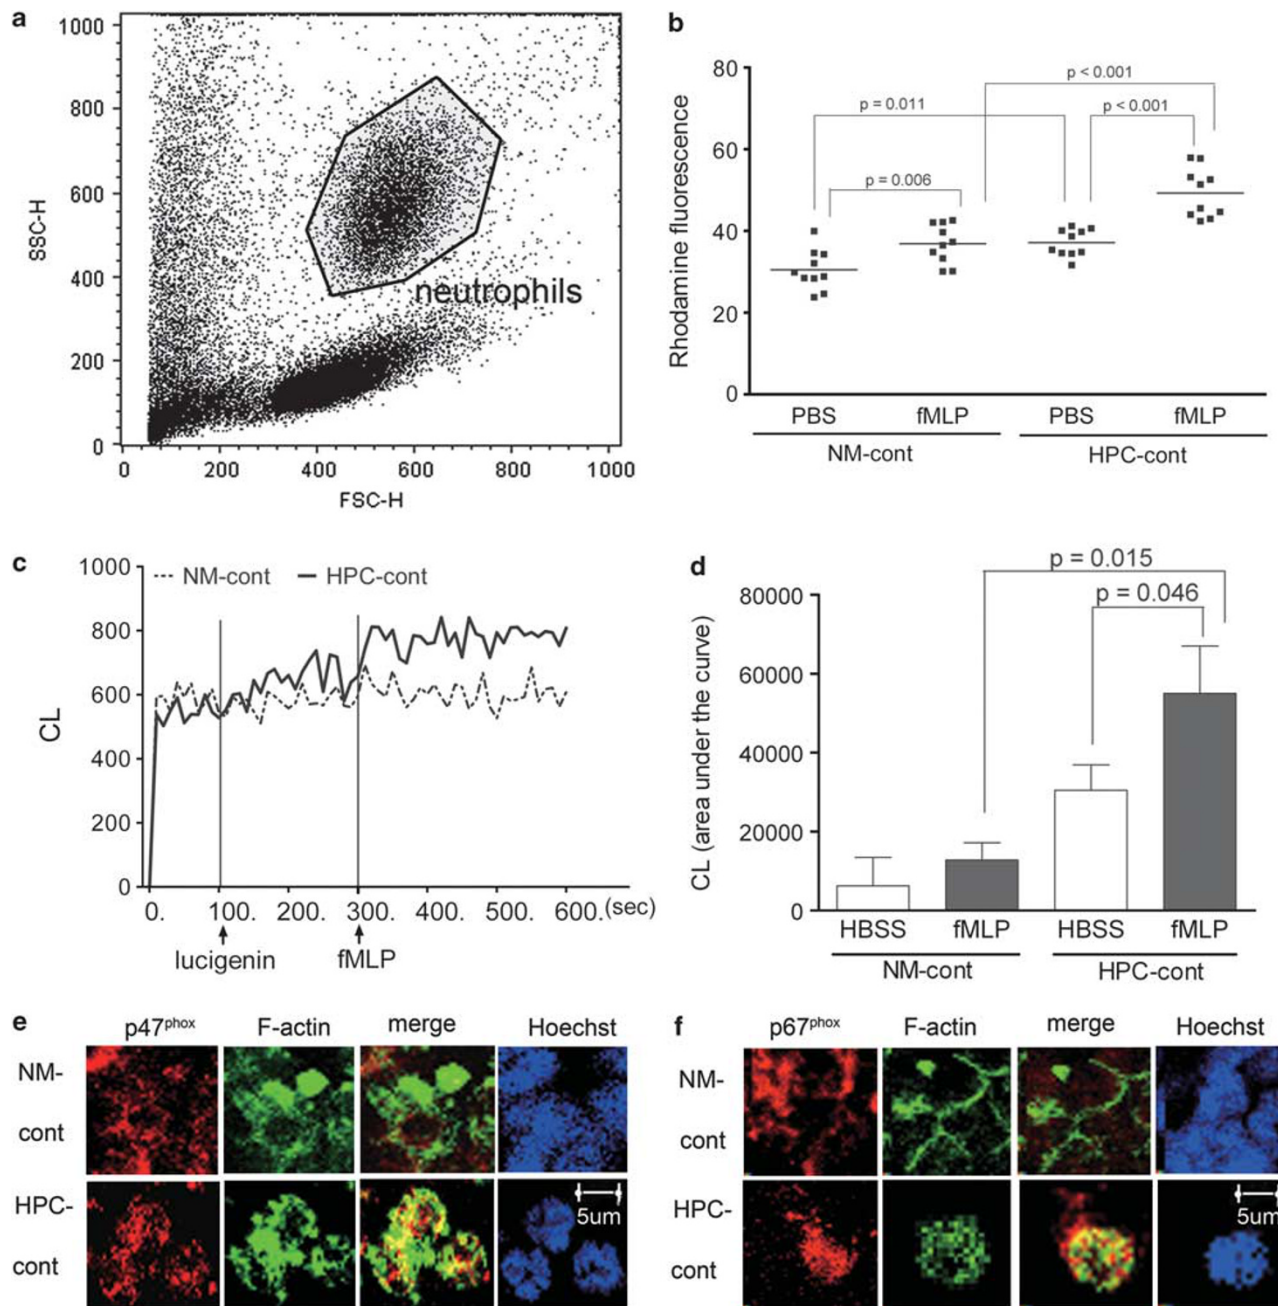 a
1000
800
600
400
200
0
SSC-H
neutrophils
0 200 400 600 800 1000
FSC-H
b
80
60
40
20
0
Rhodamine fluorescence
p < 0.001
p = 0.011
p < 0.001
p = 0.006
PBS fMLP PBS fMLP
NM-cont HPC-cont
c
1000
800
600
400
200
0
CL
NM-cont HPC-cont
0. 100. 200. 300. 400. 500. 600. (sec)
lucigenin fMLP
d
80000
60000
40000
20000
0
CL (area under the curve)
p = 0.015
p = 0.046
HBSS fMLP HBSS fMLP
NM-cont HPC-cont
e
p47phox F-actin merge Hoechst
NM-
cont
HPC-
cont
5um
f
p67phox F-actin merge Hoechst
NM-
cont
HPC-
cont
5um